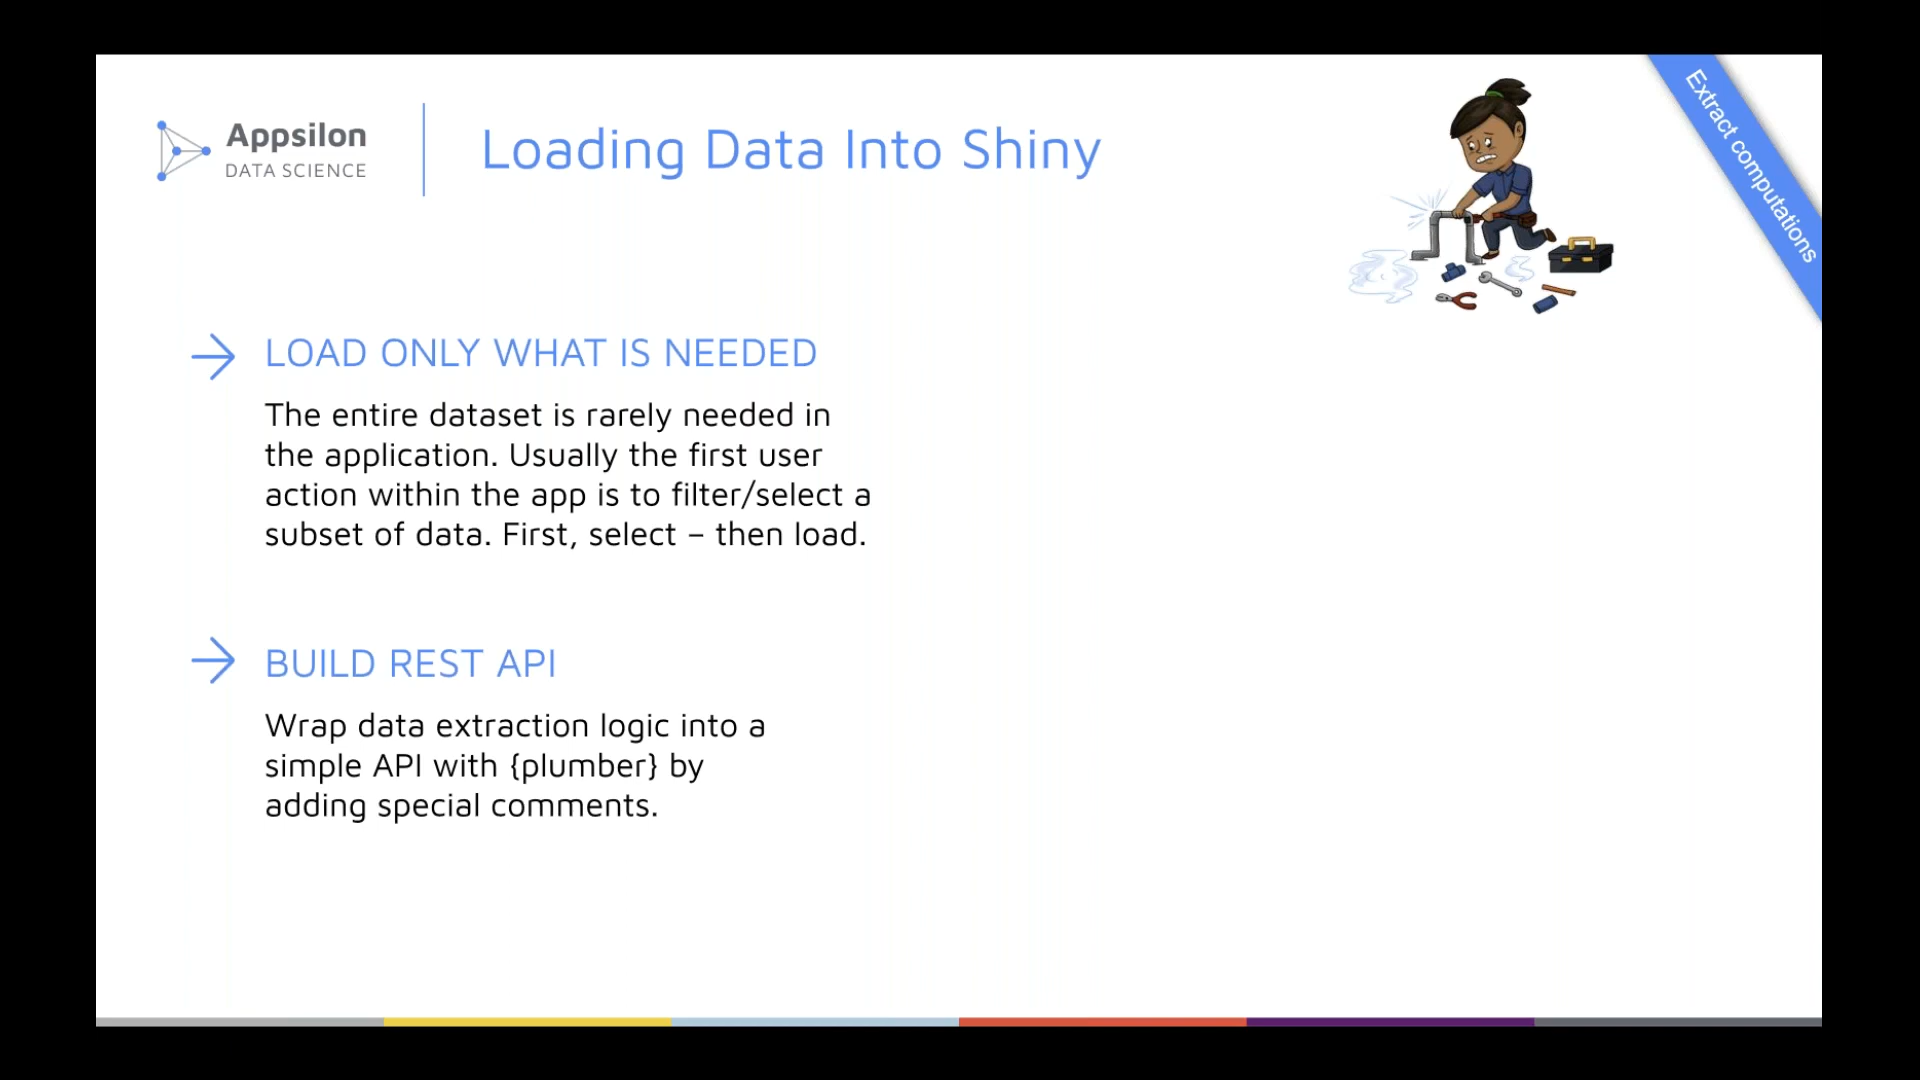 Appsilon
DATA SCIENCE
Loading Data Into Shiny
Extract computations
LOAD ONLY WHAT IS NEEDED
The entire dataset is rarely needed in
the application. Usually the first user
action within the app is to filter/select a
subset of data. First, select – then load.
BUILD REST API
Wrap data extraction logic into a
simple API with {plumber} by
adding special comments.